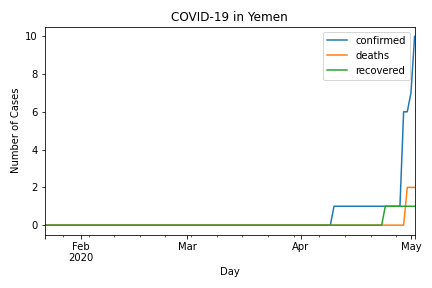 COVID-19 in Yemen
confirmed
deaths
recovered
Number of Cases
10
8
6
4
2
0
Feb
2020
Mar
Apr
May
Day